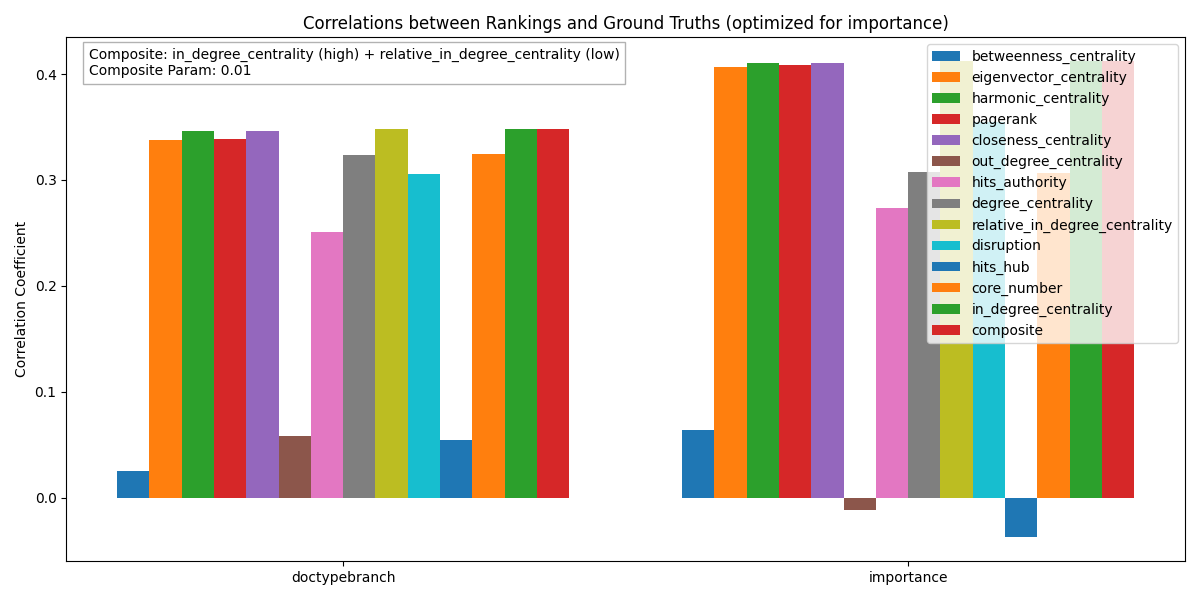 Correlations between Rankings and Ground Truths (optimized for importance)
Composite: in_degree_centrality (high) + relative_in_degree_centrality (low)
Composite Param: 0.01
betweenness_centrality
eigenvector_centrality
harmonic_centrality
pagerank
closeness_centrality
out_degree_centrality
hits_authority
degree_centrality
relative_in_degree_centrality
disruption
hits_hub
core_number
in_degree_centrality
composite
Correlation Coefficient
0.4
0.3
0.2
0.1
0.0
doctypebranch
importance